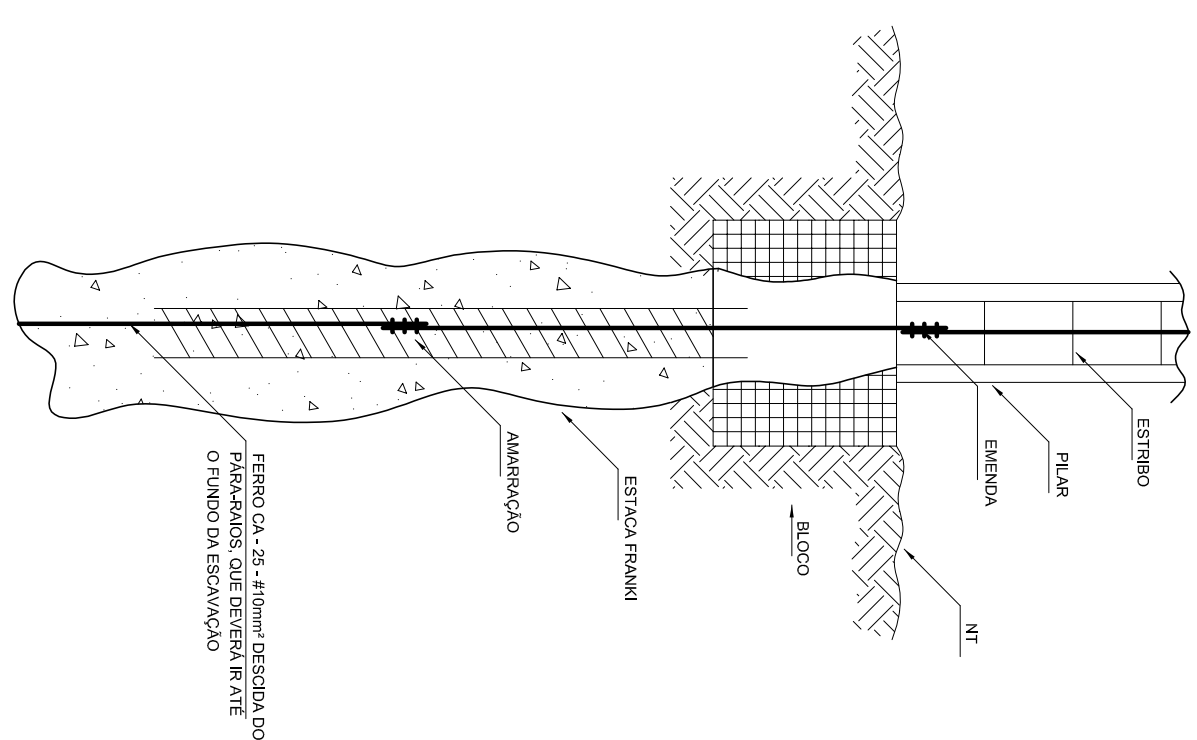 ESTRIBO
PILAR
EMENDA
NT
BLOCO
ESTACA FRANKI
AMARRAÇÃO
FERRO CA - 25 - #10mm² DESCIDA DO
PÁRA-RAIOS, QUE DEVERÁ IR ATÉ
O FUNDO DA ESCAVAÇÃO